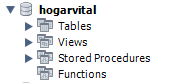 hogarvital
Tables
Views
Stored Procedures
Functions